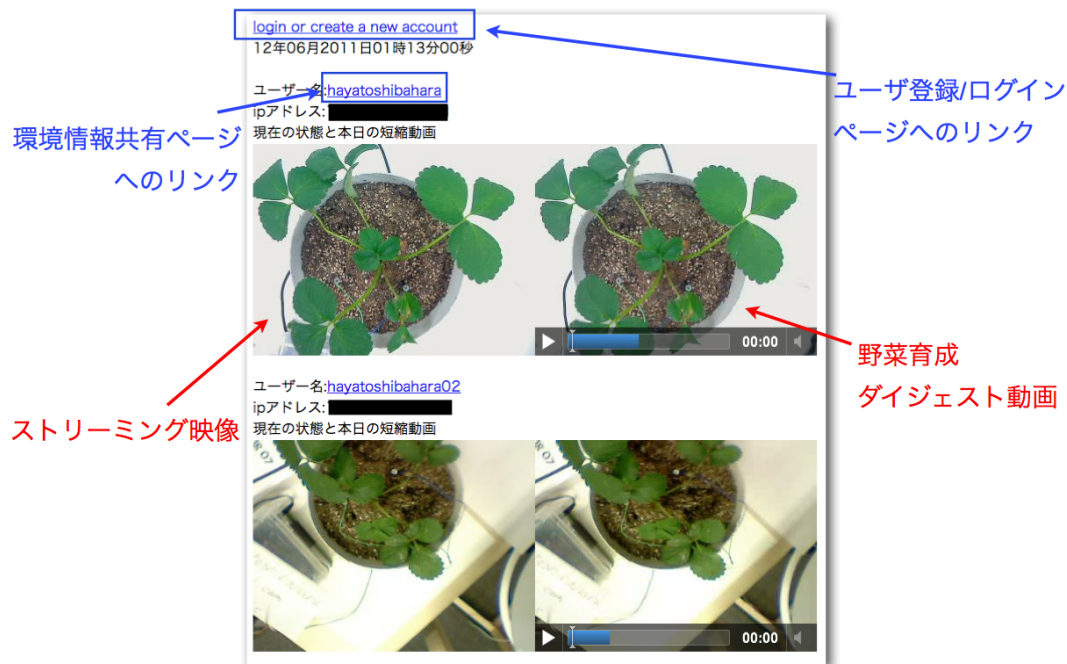 login or create a new account
12年06月2011日01時13分00秒
ユーザー名:hayatoshibahara
ipアドレス:
現在の状態と本日の短縮動画
ユーザ登録/ログイン
ページへのリンク
環境情報共有ページ
へのリンク
00:00
野菜育成
ダイジェスト動画
ストリーミング映像
ユーザー名:hayatoshibahara02
ipアドレス:
現在の状態と本日の短縮動画
00:00